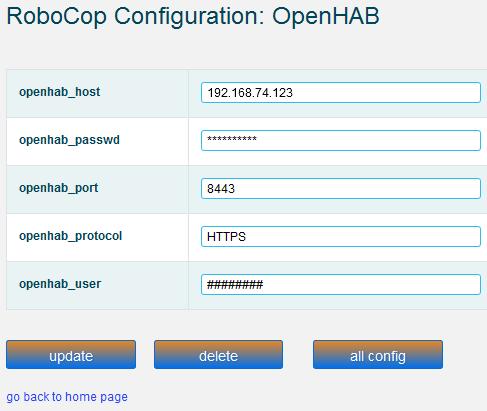 RoboCop Configuration: OpenHAB
openhab_host 192.168.74.123
openhab_passwd **********
openhab_port 8443
openhab_protocol HTTPS
openhab_user ########
update delete all config
go back to home page